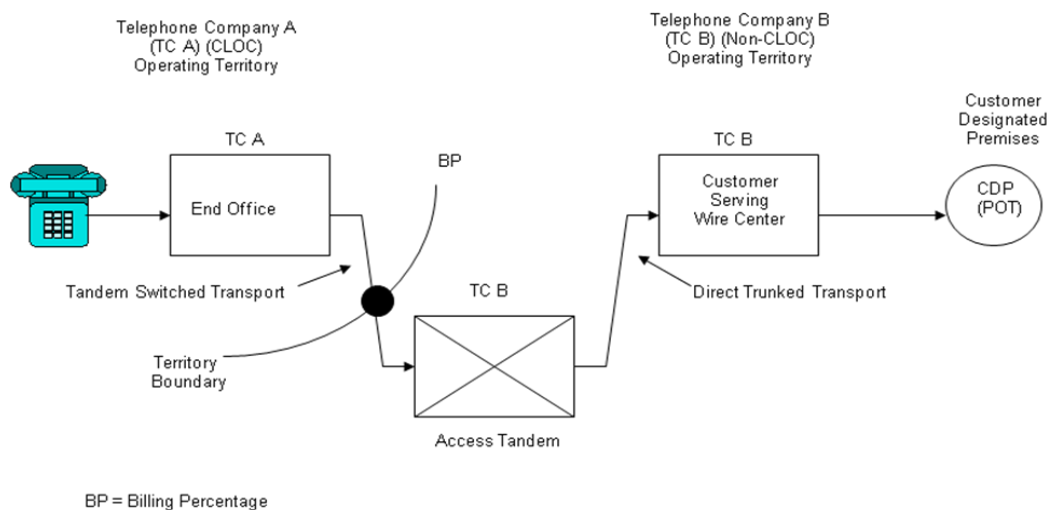 Telephone Company A
(TC A) (CLOC)
Operating Territory
Telephone Company B
(TC B) (Non-CLOC)
Operating Territory
Customer
Designated
Premises
TC A
BP
TC B
End Office
Customer
Serving
Wire Center
CDP
(POT)
Tandem Switched Transport
TC B
Direct Trunked Transport
Territory
Boundary
Access Tandem
BP = Billing Percentage